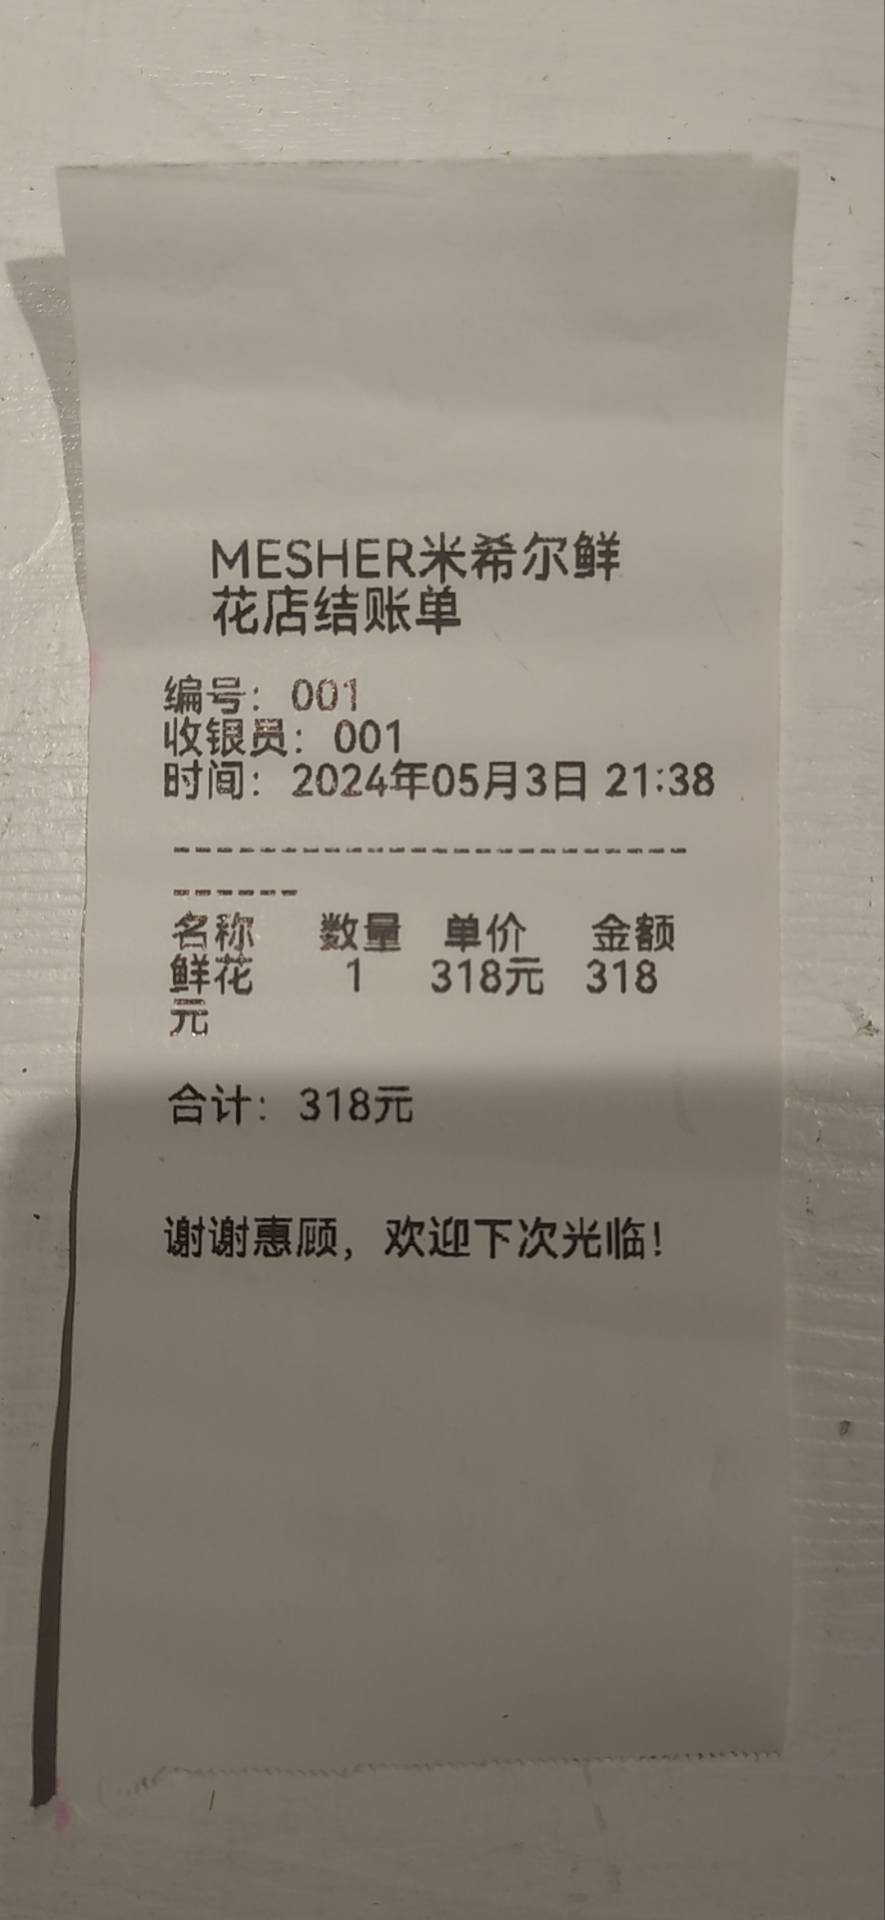 MESHER米希尔鲜
花店结账单
编号：001
收银员：001
时间：2024年05月3日 21:38
------------------------
------
名称 数量 单价 金额
鲜花 1 318元 318
元
合计：318元
谢谢惠顾，欢迎下次光临！